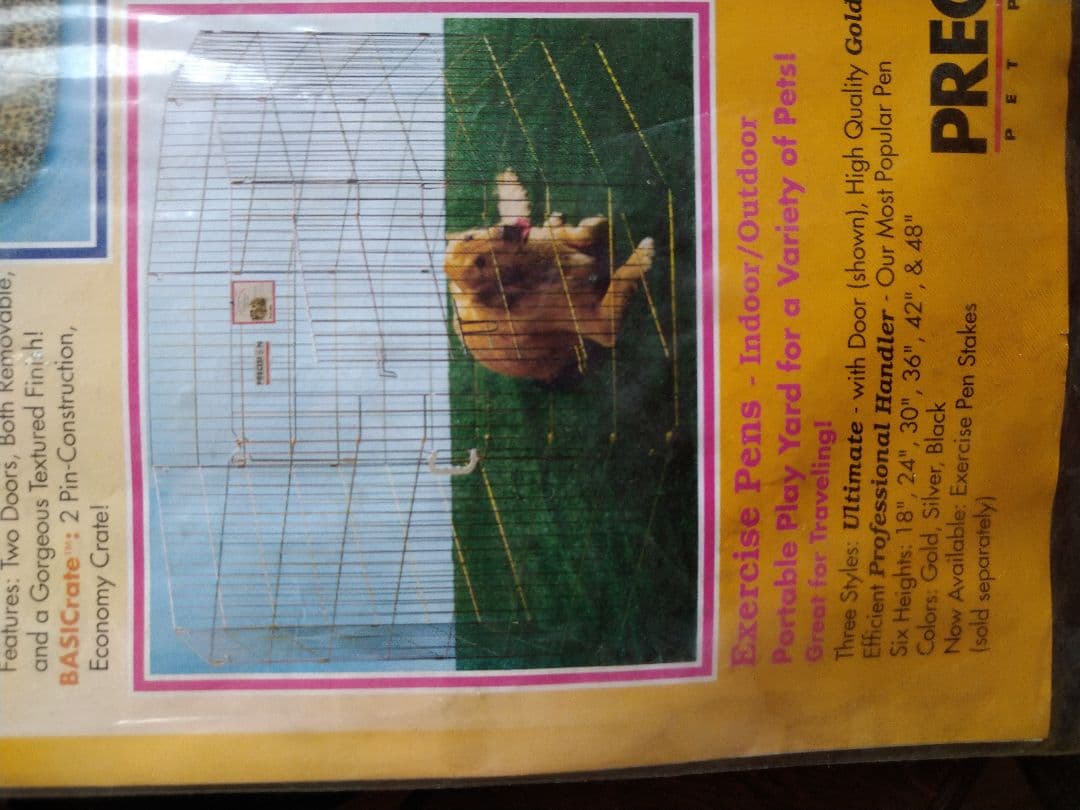 Features: Two Doors, Both Removable,
and a Gorgeous Textured Finish!
BASICrate™: 2 Pin-Construction,
Economy Crate!
PRECISION
Exercise Pens - Indoor/Outdoor
Portable Play Yard for a Variety of Pets!
Great for Traveling!
Three Styles: Ultimate - with Door (shown), High Quality Gold
Efficient Professional Handler - Our Most Popular Pen
Six Heights: 18", 24", 30", 36", 42", & 48"
Colors: Gold, Silver, Black
Now Available: Exercise Pen Stakes
(sold separately)
PREC
PET P